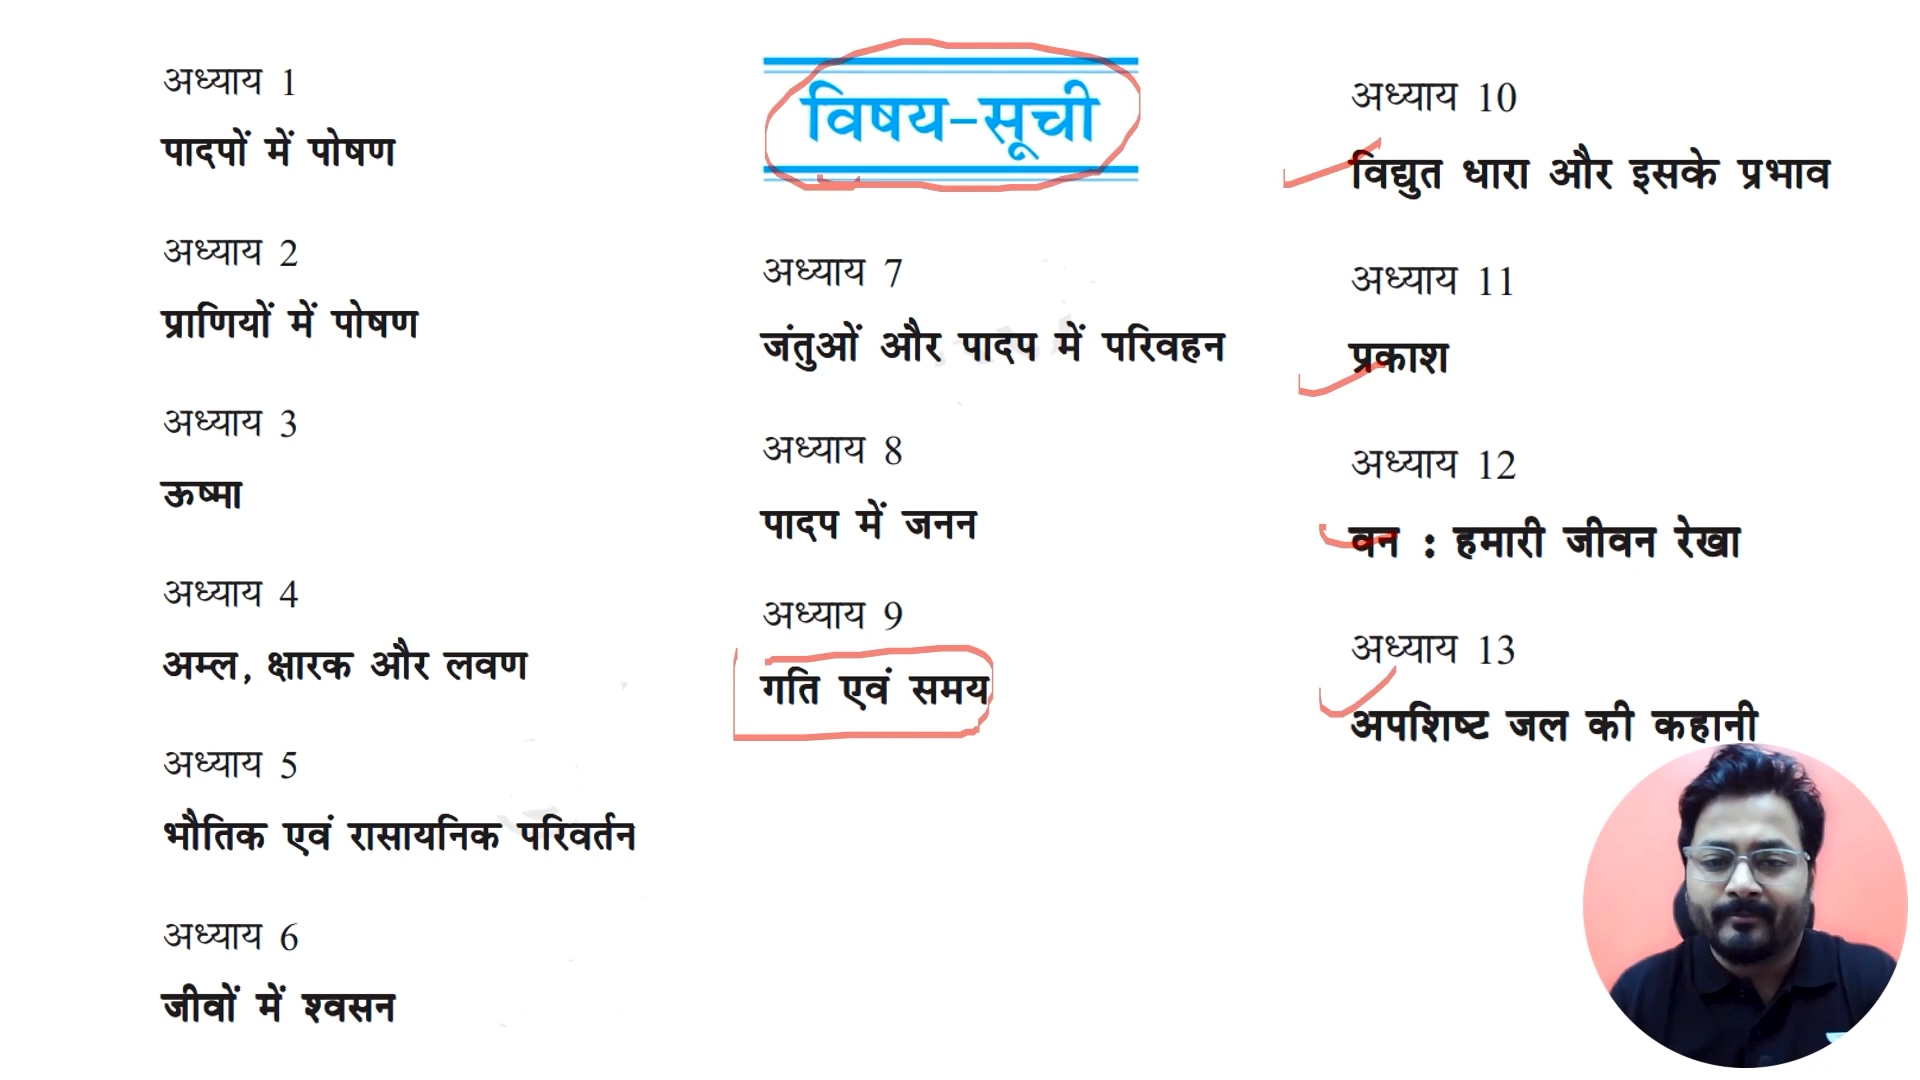 अध्याय 1
पादपों में पोषण
अध्याय 2
प्राणियों में पोषण
अध्याय 3
ऊष्मा
अध्याय 4
अम्ल, क्षारक और लवण
अध्याय 5
भौतिक एवं रासायनिक परिवर्तन
अध्याय 6
जीवों में श्वसन
विषय-सूची
अध्याय 7
जंतुओं और पादप में परिवहन
अध्याय 8
पादप में जनन
अध्याय 9
गति एवं समय
अध्याय 10
विद्युत धारा और इसके प्रभाव
अध्याय 11
प्रकाश
अध्याय 12
वन : हमारी जीवन रेखा
अध्याय 13
अपशिष्ट जल की कहानी